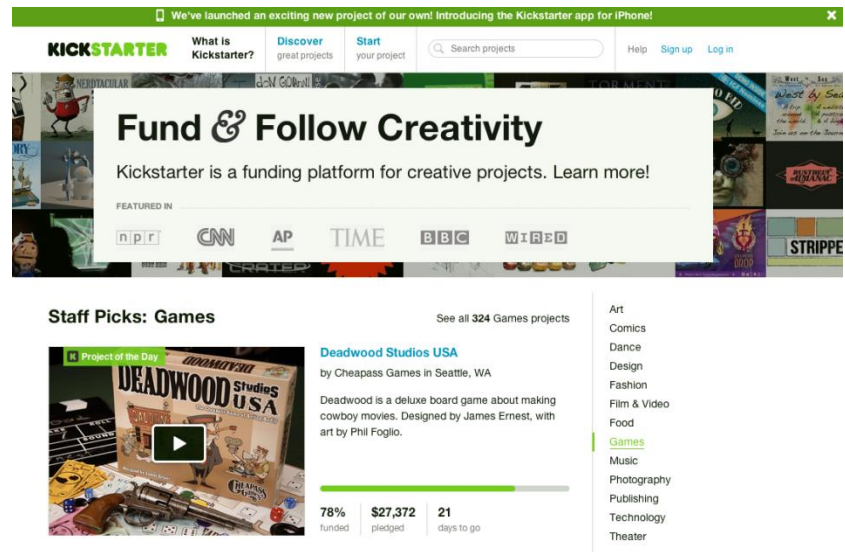 We've launched an exciting new project of our own! Introducing the Kickstarter app for iPhone!
KICKSTARTER
What is
Kickstarter?
Discover
great projects
Start
your project
Search projects
Help
Sign up
Log in
NERDTACULAR
Fund & Follow Creativity
Kickstarter is a funding platform for creative projects. Learn more!
FEATURED IN
npr CNN AP TIME BBC WIRED
STRIPPE
CRATER
Staff Picks: Games
See all 324 Games projects
Project of the Day
DEADWOOD
DEADWOOD Studios
USA
CHEAPASS
GAMES
Deadwood Studios USA
by Cheapass Games in Seattle, WA
Deadwood is a deluxe board game about making
cowboy movies. Designed by James Ernest, with
art by Phil Foglio.
78%
funded
$27,372
pledged
21
days to go
Art
Comics
Dance
Design
Fashion
Film & Video
Food
Games
Music
Photography
Publishing
Technology
Theater